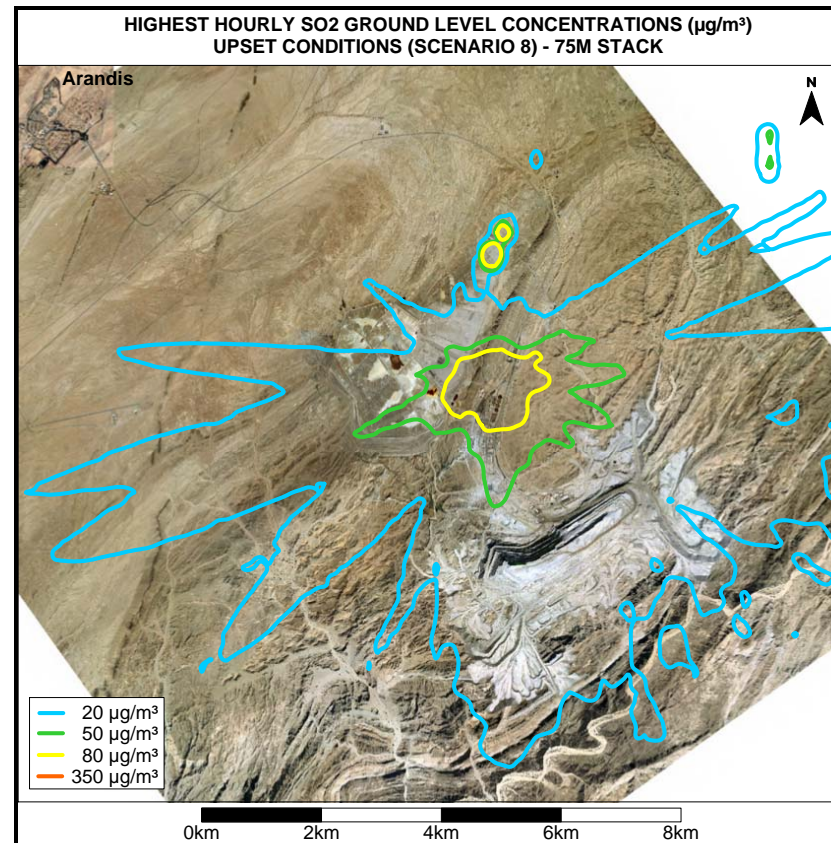 HIGHEST HOURLY SO2 GROUND LEVEL CONCENTRATIONS (µg/m³)
UPSET CONDITIONS (SCENARIO 8) - 75M STACK
Arandis
N
20 µg/m³
50 µg/m³
80 µg/m³
350 µg/m³
0km 2km 4km 6km 8km